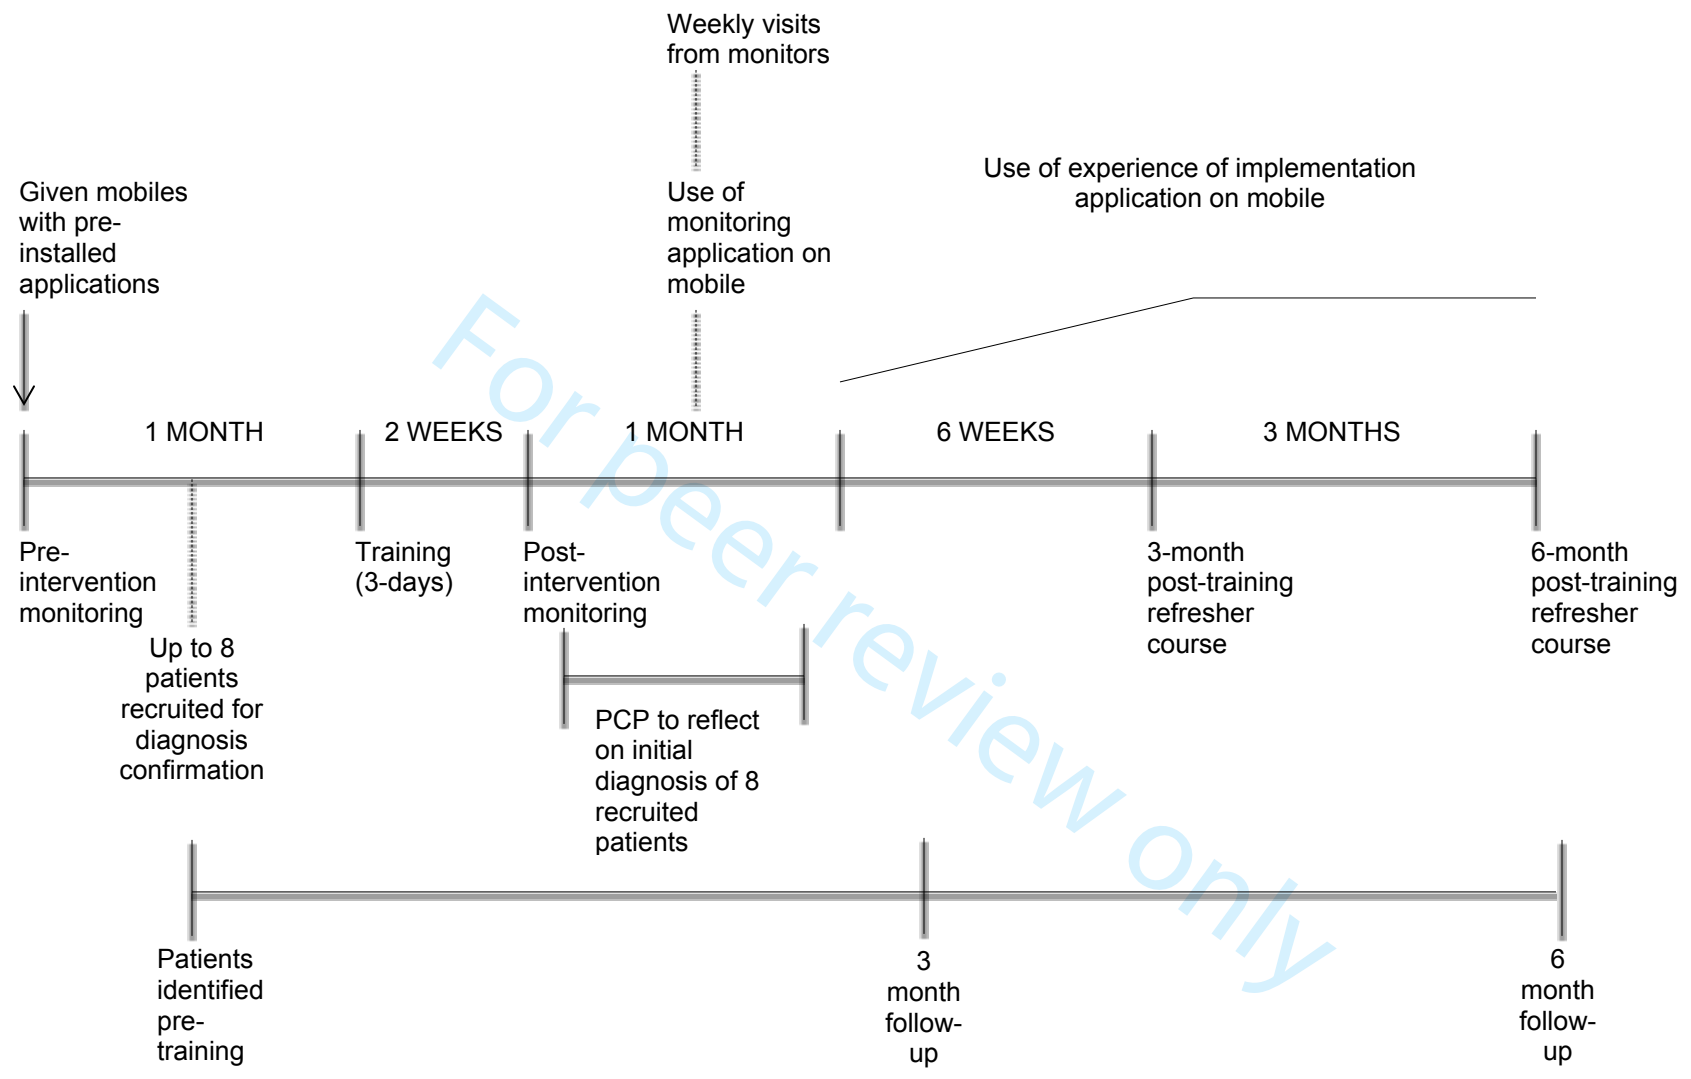 Weekly visits
from monitors
Use of experience of implementation
application on mobile
Given mobiles
with pre-
installed
applications
Use of
monitoring
application on
mobile
1 MONTH
2 WEEKS
1 MONTH
6 WEEKS
3 MONTHS
Pre-
intervention
monitoring
Training
(3-days)
Post-
intervention
monitoring
3-month
post-training
refresher
course
6-month
post-training
refresher
course
Up to 8
patients
recruited for
diagnosis
confirmation
PCP to reflect
on initial
diagnosis of 8
recruited
patients
Patients
identified
pre-
training
3
month
follow-
up
6
month
follow-
up
For peer review only